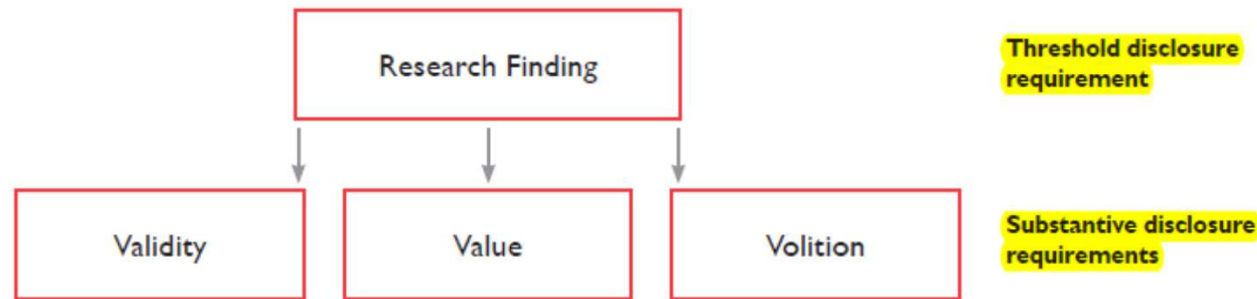 Research Finding
Threshold disclosure
requirement
Validity
Value
Volition
Substantive disclosure
requirements